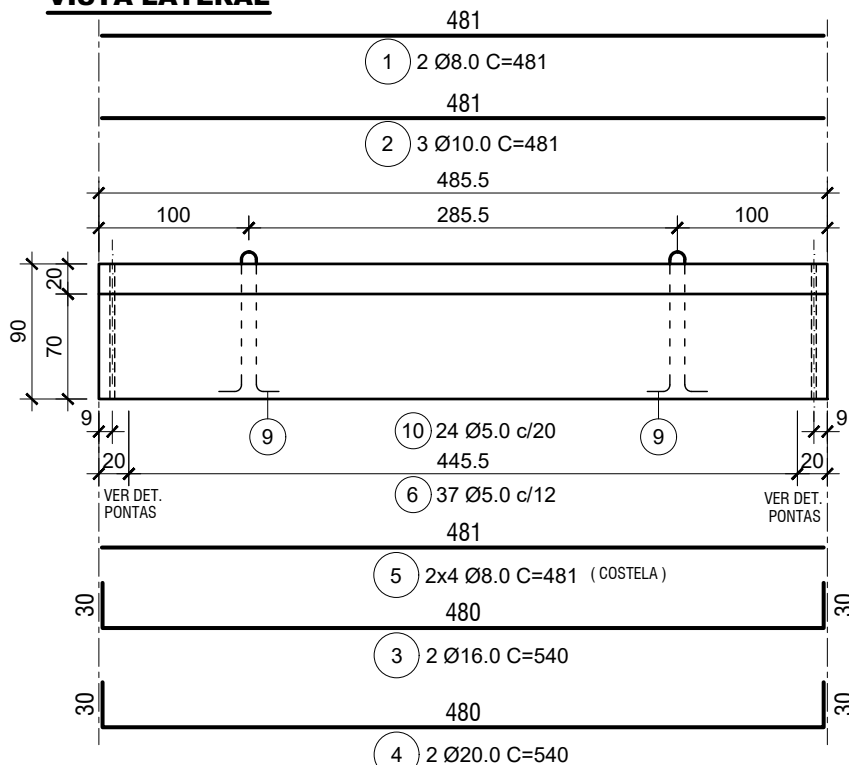 VISTA LATERAL
481
1 2 Ø8.0 C=481
481
2 3 Ø10.0 C=481
485.5
100 285.5 100
20
90
70
9 9
9 10 24 Ø5.0 c/20 9
20 445.5 20
VER DET.
PONTAS
6 37 Ø5.0 c/12
VER DET.
PONTAS
481
5 2x4 Ø8.0 C=481 ( COSTELA )
30 480 30
3 2 Ø16.0 C=540
30 480 30
4 2 Ø20.0 C=540